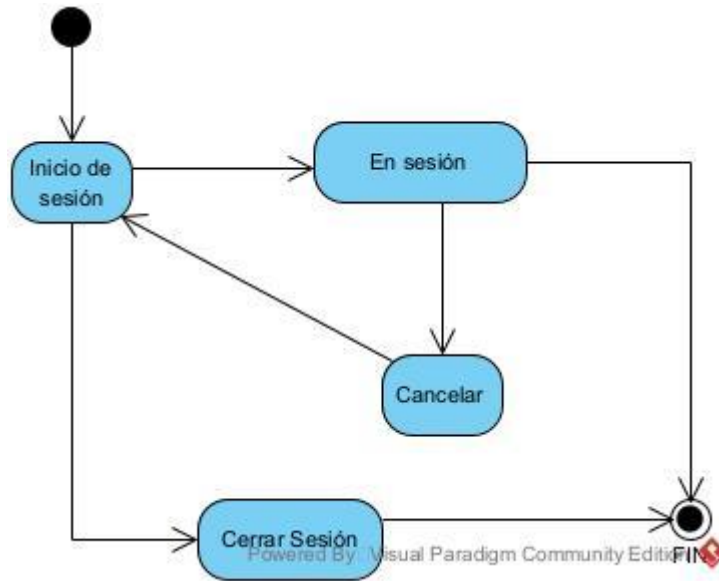 Inicio de
sesión
En sesión
Cancelar
Cerrar Sesión
Powered By Visual Paradigm Community Edition
FIN